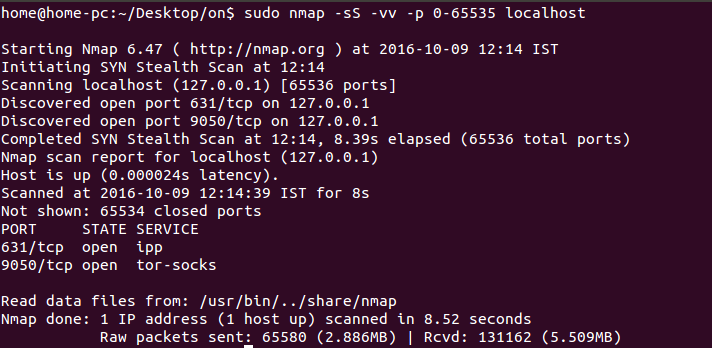 home@home-pc:~/Desktop/on$ sudo nmap -sS -vv -p 0-65535 localhost
Starting Nmap 6.47 ( http://nmap.org ) at 2016-10-09 12:14 IST
Initiating SYN Stealth Scan at 12:14
Scanning localhost (127.0.0.1) [65536 ports]
Discovered open port 631/tcp on 127.0.0.1
Discovered open port 9050/tcp on 127.0.0.1
Completed SYN Stealth Scan at 12:14, 8.39s elapsed (65536 total ports)
Nmap scan report for localhost (127.0.0.1)
Host is up (0.000024s latency).
Scanned at 2016-10-09 12:14:39 IST for 8s
Not shown: 65534 closed ports
PORT     STATE SERVICE
631/tcp  open  ipp
9050/tcp open  tor-socks
Read data files from: /usr/bin/../share/nmap
Nmap done: 1 IP address (1 host up) scanned in 8.52 seconds
           Raw packets sent: 65580 (2.886MB) | Rcvd: 131162 (5.509MB)